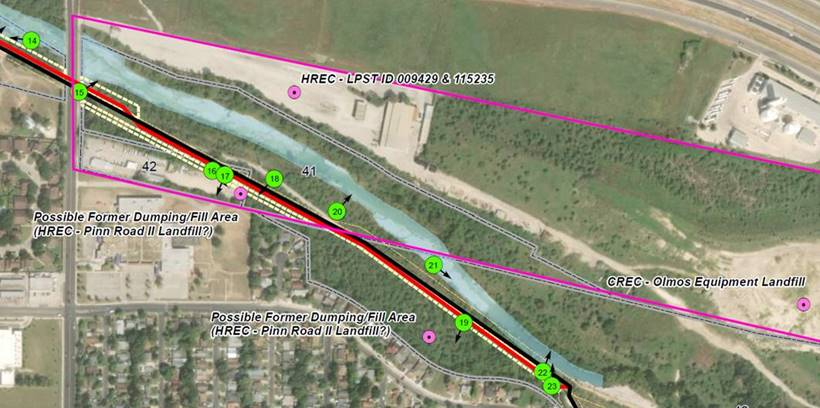 14
HREC - LPST ID 009429 & 115235
15
42
16
17
18
41
20
Possible Former Dumping/Fill Area
(HREC - Pinn Road II Landfill?)
21
CREC - Olmos Equipment Landfill
Possible Former Dumping/Fill Area
(HREC - Pinn Road II Landfill?)
19
22
23